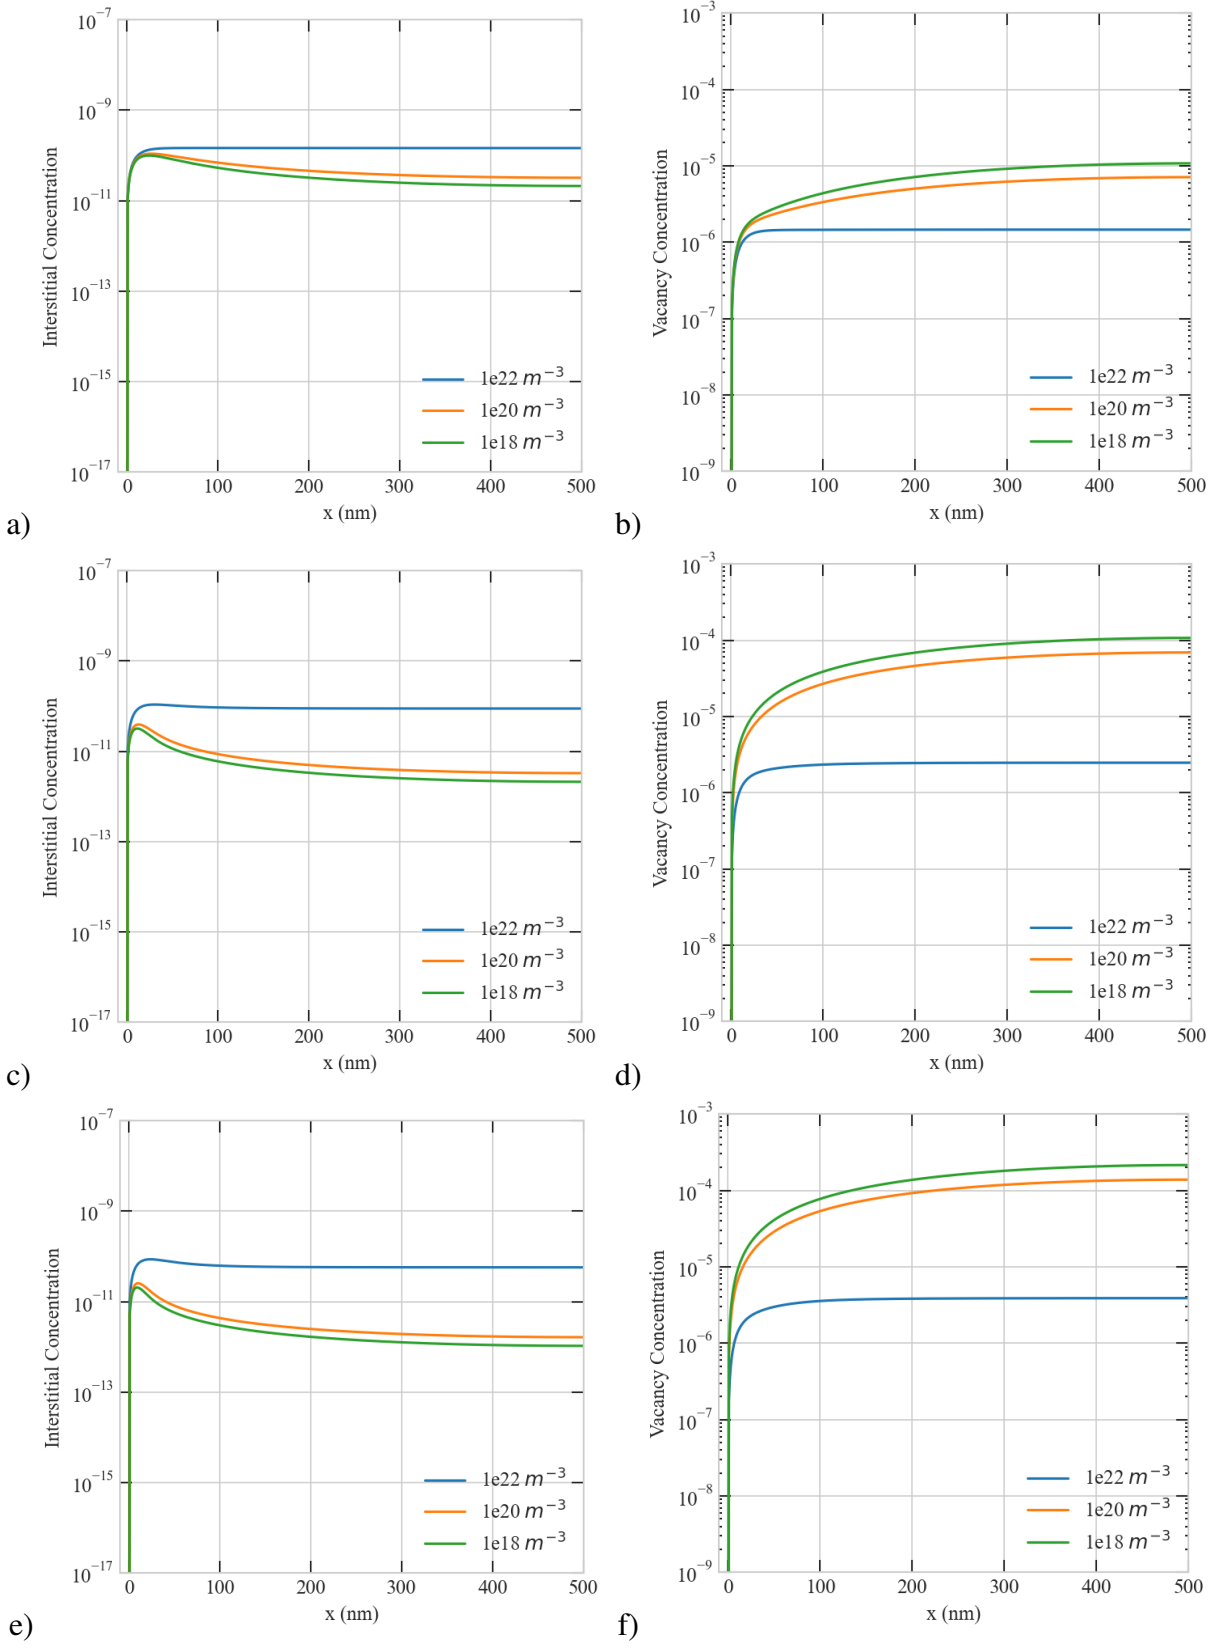 10⁻⁷
10⁻⁹
10⁻¹¹
10⁻¹³
10⁻¹⁵
10⁻¹⁷
Interstitial Concentration
1e22 m⁻³
1e20 m⁻³
1e18 m⁻³
0 100 200 300 400 500
x (nm)
a)
10⁻³
10⁻⁴
10⁻⁵
10⁻⁶
10⁻⁷
10⁻⁸
10⁻⁹
Vacancy Concentration
1e22 m⁻³
1e20 m⁻³
1e18 m⁻³
0 100 200 300 400 500
x (nm)
b)
10⁻⁷
10⁻⁹
10⁻¹¹
10⁻¹³
10⁻¹⁵
10⁻¹⁷
Interstitial Concentration
1e22 m⁻³
1e20 m⁻³
1e18 m⁻³
0 100 200 300 400 500
x (nm)
c)
10⁻³
10⁻⁴
10⁻⁵
10⁻⁶
10⁻⁷
10⁻⁸
10⁻⁹
Vacancy Concentration
1e22 m⁻³
1e20 m⁻³
1e18 m⁻³
0 100 200 300 400 500
x (nm)
d)
10⁻⁷
10⁻⁹
10⁻¹¹
10⁻¹³
10⁻¹⁵
10⁻¹⁷
Interstitial Concentration
1e22 m⁻³
1e20 m⁻³
1e18 m⁻³
0 100 200 300 400 500
x (nm)
e)
10⁻³
10⁻⁴
10⁻⁵
10⁻⁶
10⁻⁷
10⁻⁸
10⁻⁹
Vacancy Concentration
1e22 m⁻³
1e20 m⁻³
1e18 m⁻³
0 100 200 300 400 500
x (nm)
f)